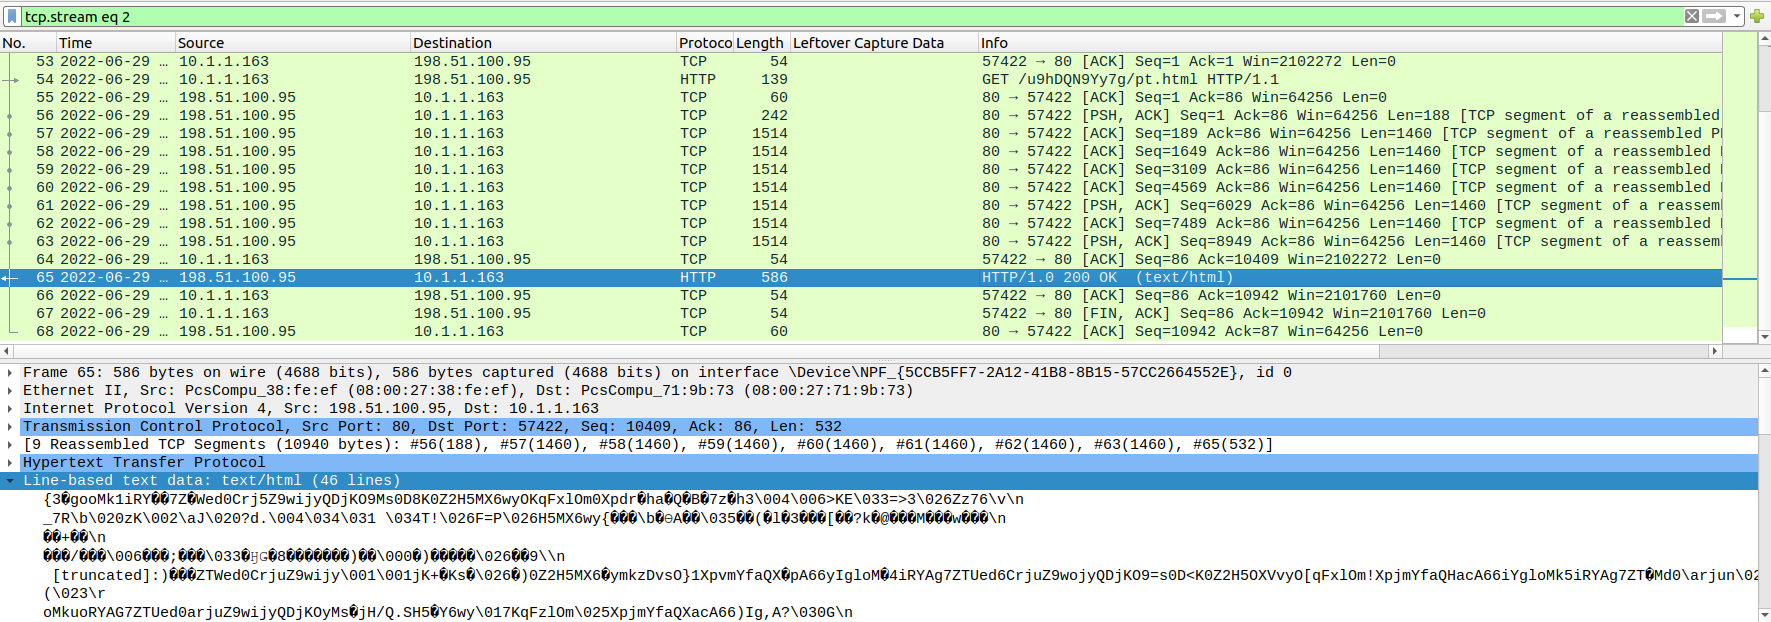 tcp.stream eq 2
No. Time Source Destination Protoco Length Leftover Capture Data Info
53 2022-06-29 … 10.1.1.163 198.51.100.95 TCP 54 57422 → 80 [ACK] Seq=1 Ack=1 Win=2102272 Len=0
54 2022-06-29 … 10.1.1.163 198.51.100.95 HTTP 139 GET /u9hDQN9Yy7g/pt.html HTTP/1.1
55 2022-06-29 … 198.51.100.95 10.1.1.163 TCP 60 80 → 57422 [ACK] Seq=1 Ack=86 Win=64256 Len=0
56 2022-06-29 … 198.51.100.95 10.1.1.163 TCP 242 80 → 57422 [PSH, ACK] Seq=1 Ack=86 Win=64256 Len=188 [TCP segment of a reassembled
57 2022-06-29 … 198.51.100.95 10.1.1.163 TCP 1514 80 → 57422 [ACK] Seq=189 Ack=86 Win=64256 Len=1460 [TCP segment of a reassembled P
58 2022-06-29 … 198.51.100.95 10.1.1.163 TCP 1514 80 → 57422 [ACK] Seq=1649 Ack=86 Win=64256 Len=1460 [TCP segment of a reassembled
59 2022-06-29 … 198.51.100.95 10.1.1.163 TCP 1514 80 → 57422 [ACK] Seq=3109 Ack=86 Win=64256 Len=1460 [TCP segment of a reassembled
60 2022-06-29 … 198.51.100.95 10.1.1.163 TCP 1514 80 → 57422 [ACK] Seq=4569 Ack=86 Win=64256 Len=1460 [TCP segment of a reassembled
61 2022-06-29 … 198.51.100.95 10.1.1.163 TCP 1514 80 → 57422 [PSH, ACK] Seq=6029 Ack=86 Win=64256 Len=1460 [TCP segment of a reassem
62 2022-06-29 … 198.51.100.95 10.1.1.163 TCP 1514 80 → 57422 [ACK] Seq=7489 Ack=86 Win=64256 Len=1460 [TCP segment of a reassembled
63 2022-06-29 … 198.51.100.95 10.1.1.163 TCP 1514 80 → 57422 [PSH, ACK] Seq=8949 Ack=86 Win=64256 Len=1460 [TCP segment of a reassem
64 2022-06-29 … 10.1.1.163 198.51.100.95 TCP 54 57422 → 80 [ACK] Seq=86 Ack=10409 Win=2102272 Len=0
65 2022-06-29 … 198.51.100.95 10.1.1.163 HTTP 586 HTTP/1.0 200 OK (text/html)
66 2022-06-29 … 10.1.1.163 198.51.100.95 TCP 54 57422 → 80 [ACK] Seq=86 Ack=10942 Win=2101760 Len=0
67 2022-06-29 … 10.1.1.163 198.51.100.95 TCP 54 57422 → 80 [FIN, ACK] Seq=86 Ack=10942 Win=2101760 Len=0
68 2022-06-29 … 198.51.100.95 10.1.1.163 TCP 60 80 → 57422 [ACK] Seq=10942 Ack=87 Win=64256 Len=0
Frame 65: 586 bytes on wire (4688 bits), 586 bytes captured (4688 bits) on interface \Device\NPF_{5CCB5FF7-2A12-41B8-8B15-57CC2664552E}, id 0
Ethernet II, Src: PcsCompu_38:fe:ef (08:00:27:38:fe:ef), Dst: PcsCompu_71:9b:73 (08:00:27:71:9b:73)
Internet Protocol Version 4, Src: 198.51.100.95, Dst: 10.1.1.163
Transmission Control Protocol, Src Port: 80, Dst Port: 57422, Seq: 10409, Ack: 86, Len: 532
[9 Reassembled TCP Segments (10940 bytes): #56(188), #57(1460), #58(1460), #59(1460), #60(1460), #61(1460), #62(1460), #63(1460), #65(532)]
Hypertext Transfer Protocol
Line-based text data: text/html (46 lines)
{3�gooMk1iRY��7Z�Wed0Crj5Z9wijyQDjKO9Ms0D8K0Z2H5MX6wyOKqFxlOm0Xpdr�ha�Q�B�7z�h3\004\006>KE\033=>3\026Zz76\v\n
_7R\b\020zK\002\aJ\020?d.\004\034\031 \034T!\026F=P\026H5MX6wy{���\b�⊖A��\035��(�l�3���[��?k�@���M���w���\n
��+��\n
���/���\006���;���\033�ӇG�8�������)��\000�)�����\026��9\\n
[truncated]:)���ZTWed0CrjuZ9wijy\001\001jK+�Ks�\026�)0Z2H5MX6�ymkzDvsO}1XpvmYfaQX�pA66yIgloM�4iRYAg7ZTUed6CrjuZ9wojyQDjKO9=s0D<K0Z2H5OXVvyO[qFxlOm!XpjmYfaQHacA66iYgloMk5iRYAg7ZT�Md0\arjun\02
(\023\r
oMkuoRYAG7ZTUed0arjuZ9wijyQDjKOyMs�jH/Q.SH5�Y6wy\017KqFzlOm\025XpjmYfaQXacA66)Ig,A?\030G\n